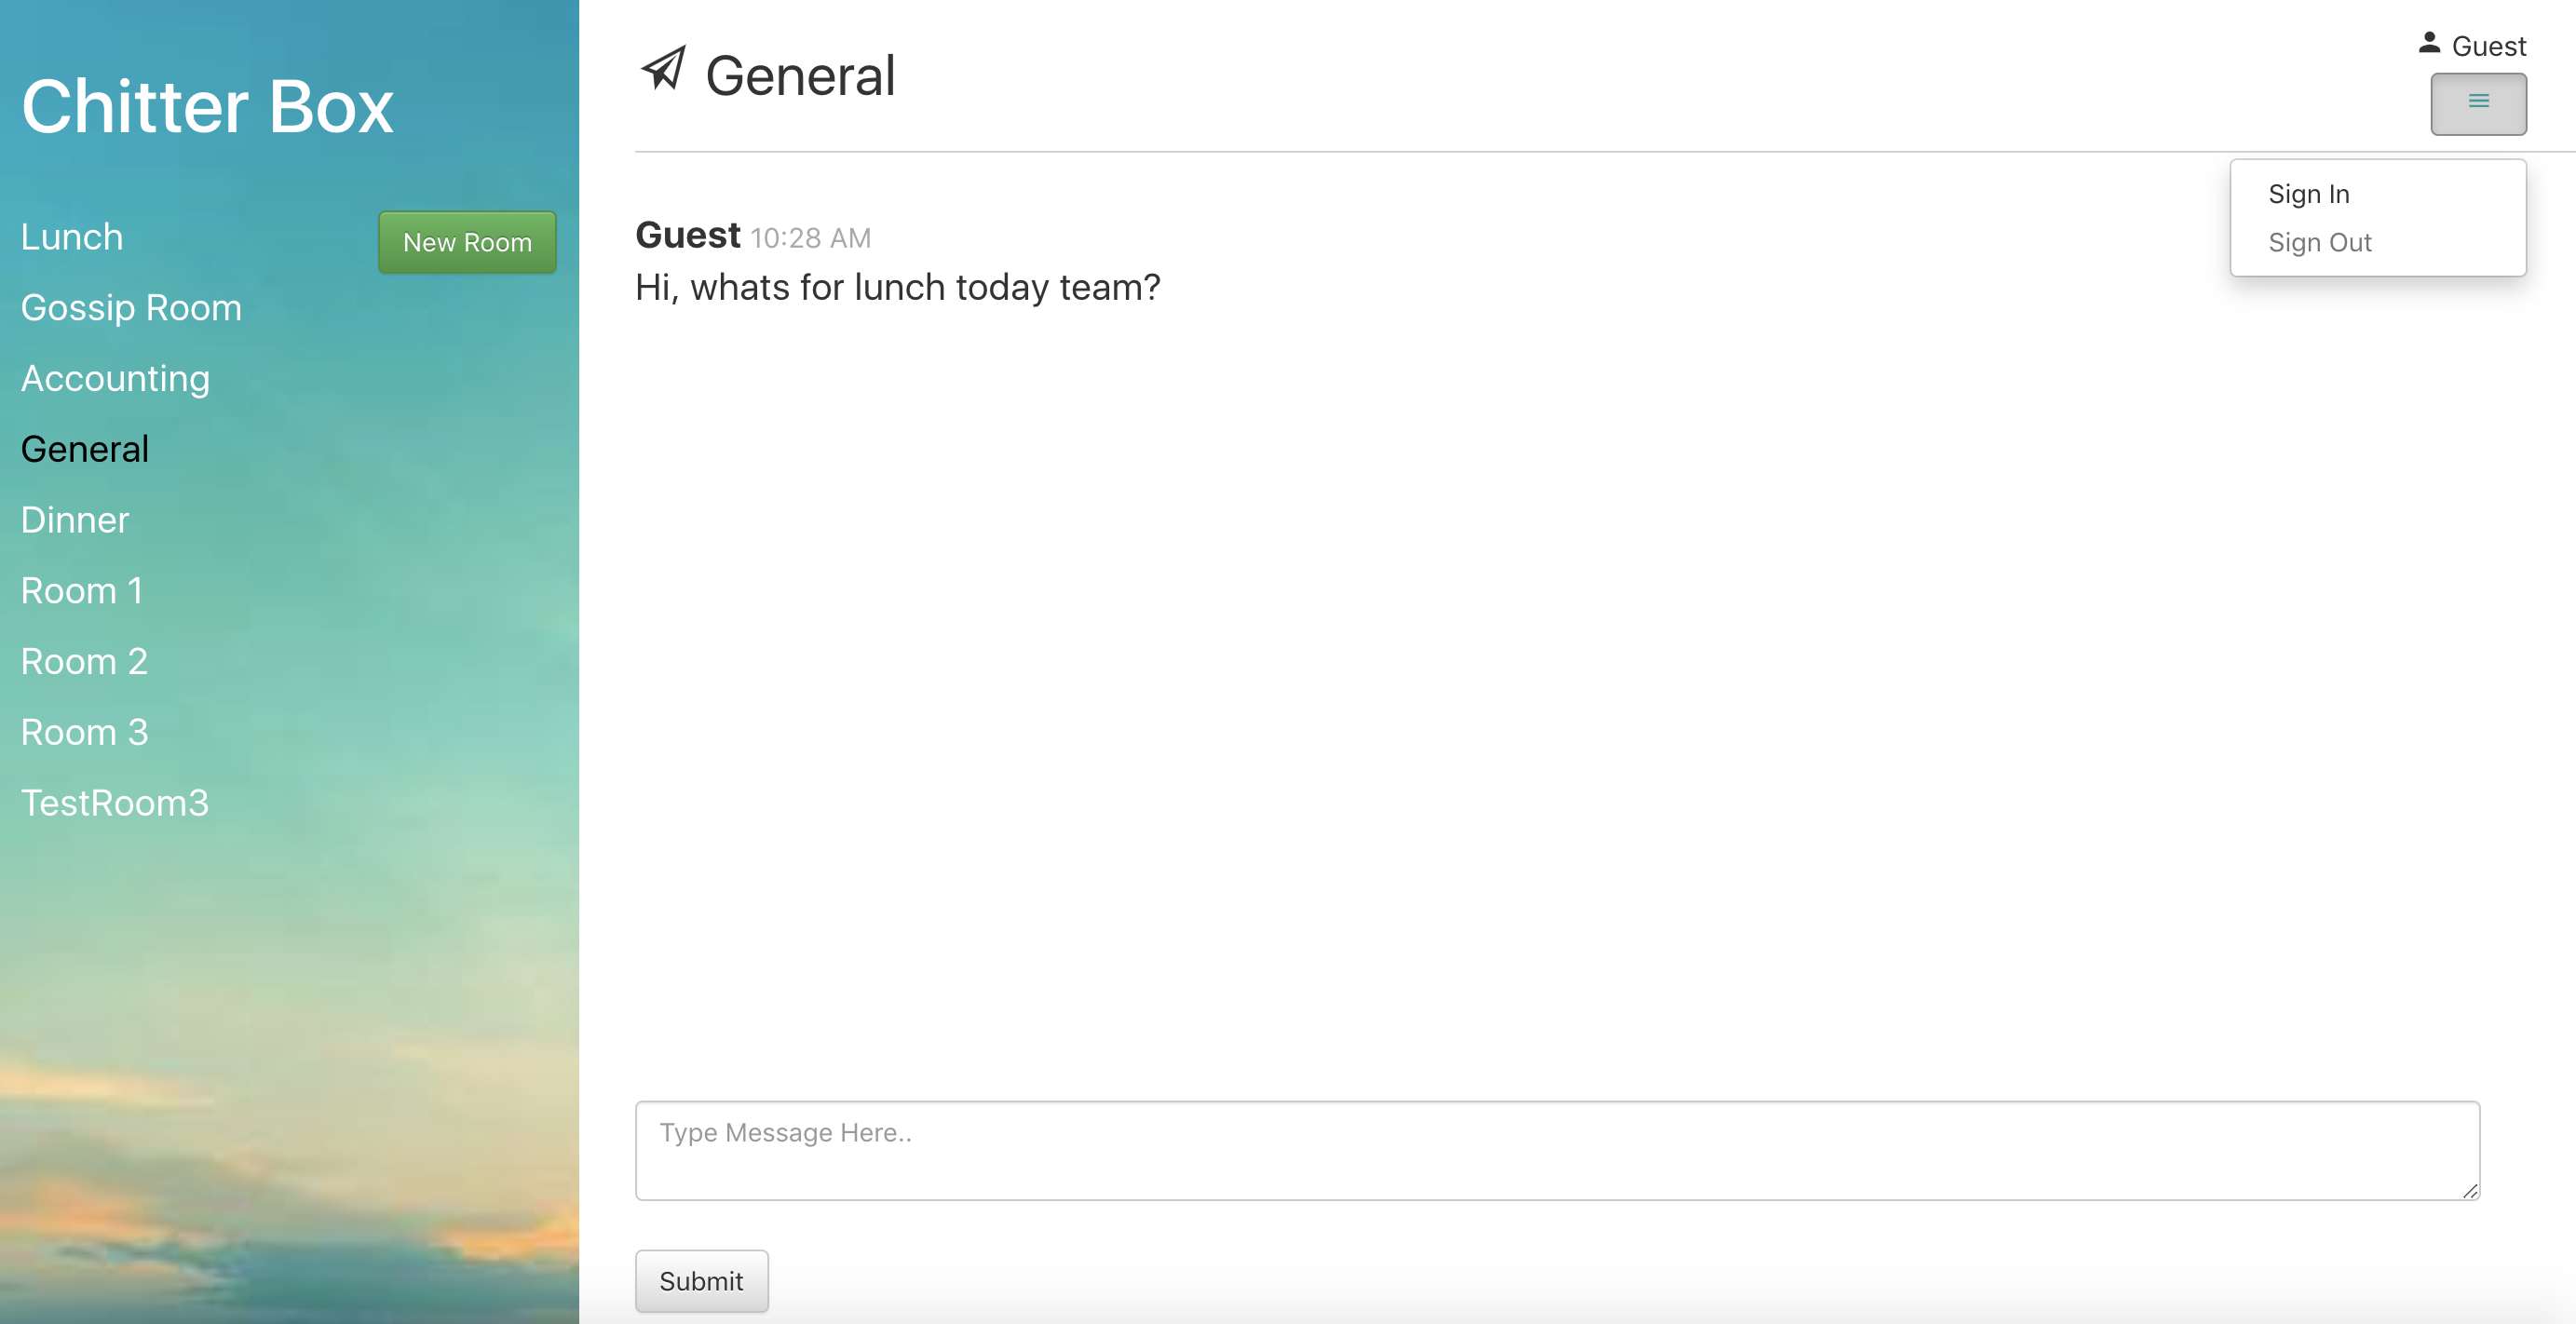 Chitter Box
Lunch
New Room
Gossip Room
Accounting
General
Dinner
Room 1
Room 2
Room 3
TestRoom3
General
Guest
Sign In
Sign Out
Guest 10:28 AM
Hi, whats for lunch today team?
Type Message Here..
Submit